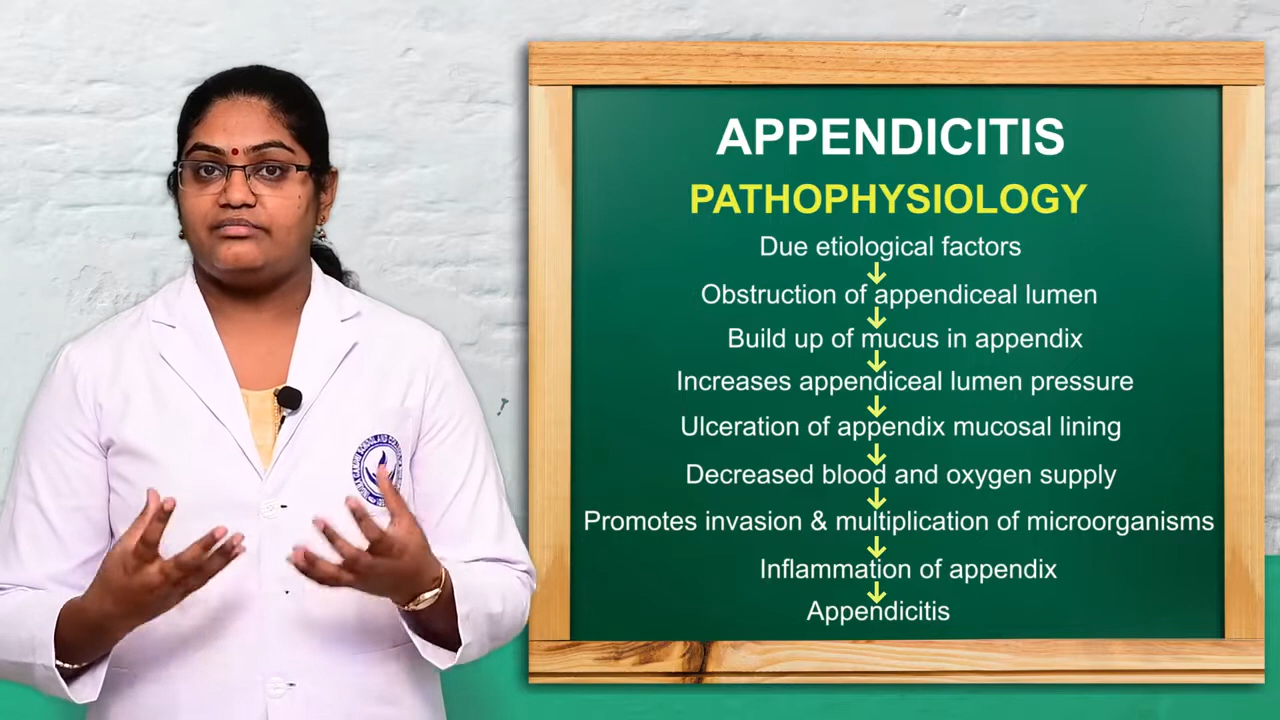 APPENDICITIS
PATHOPHYSIOLOGY
Due etiological factors
Obstruction of appendiceal lumen
Build up of mucus in appendix
Increases appendiceal lumen pressure
Ulceration of appendix mucosal lining
Decreased blood and oxygen supply
Promotes invasion & multiplication of microorganisms
Inflammation of appendix
Appendicitis